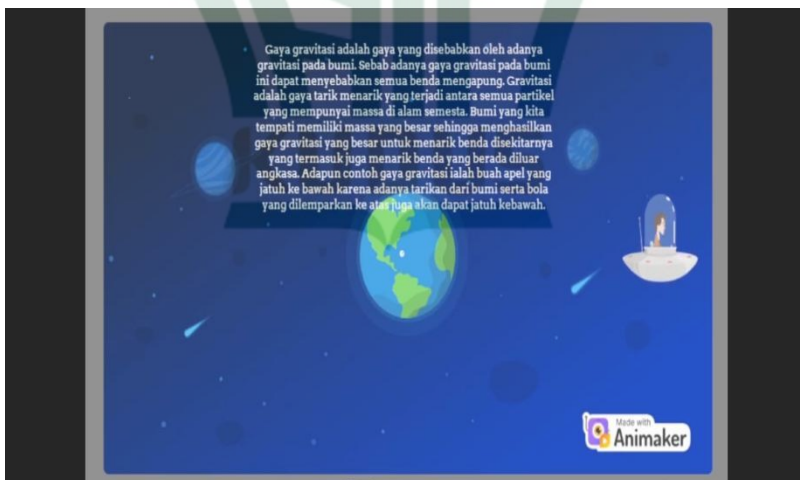 Gaya gravitasi adalah gaya yang disebabkan oleh adanya
gravitasi pada bumi. Sebab adanya gaya gravitasi pada bumi
ini dapat menyebabkan semua benda mengapung. Gravitasi
adalah gaya tarik menarik yang terjadi antara semua partikel
yang mempunyai massa di alam semesta. Bumi yang kita
tempati memiliki massa yang besar sehingga menghasilkan
gaya gravitasi yang besar untuk menarik benda disekitarnya
yang termasuk juga menarik benda yang berada diluar
angkasa. Adapun contoh gaya gravitasi ialah buah apel yang
jatuh ke bawah karena adanya tarikan dari bumi serta bola
yang dilemparkan ke atas juga akan dapat jatuh kebawah.
Made with
Animaker